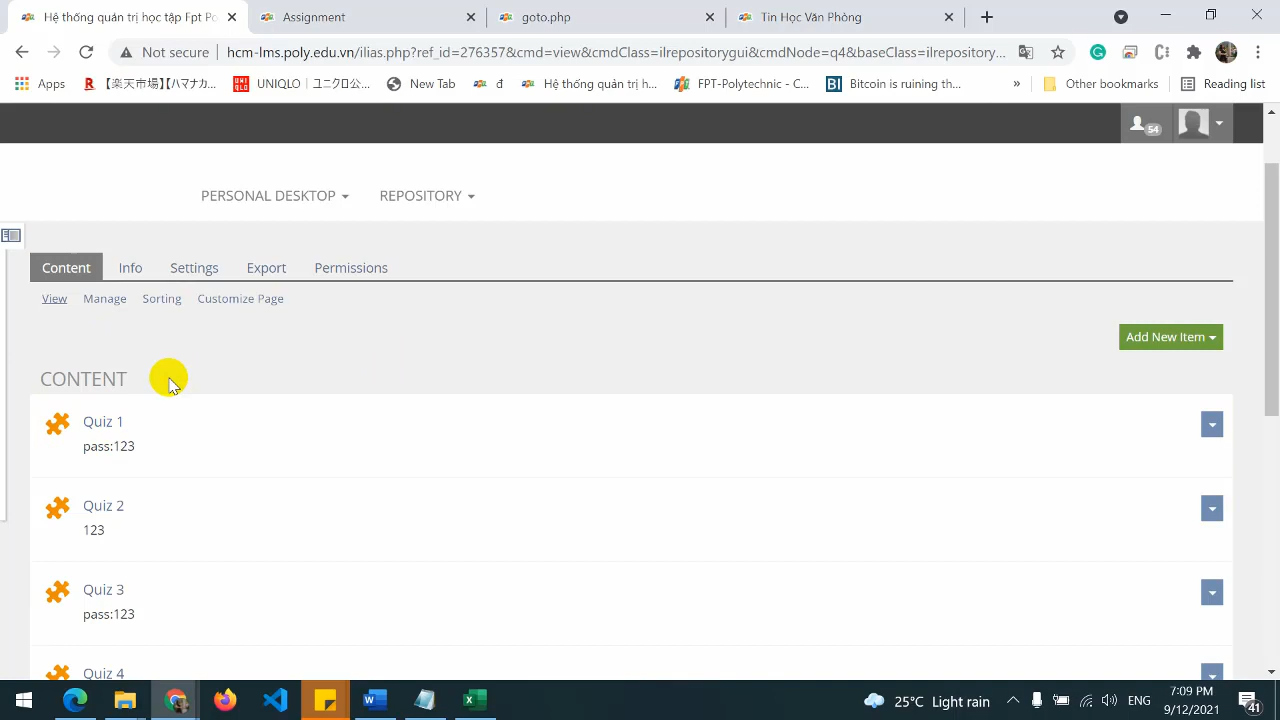 Hệ thống quản trị học tập Fpt Po
Assignment
goto.php
Tin Học Văn Phòng
Not secure
hcm-lms.poly.edu.vn/ilias.php?ref_id=276357&cmd=view&cmdClass=ilrepositorygui&cmdNode=q4&baseClass=ilrepository...
Apps
【楽天市場】【ハマナカ...
UNIQLO｜ユニクロ公...
New Tab
đ
Hệ thống quản trị h...
FPT-Polytechnic - C...
Bitcoin is ruining th...
»
Other bookmarks
Reading list
54
PERSONAL DESKTOP
REPOSITORY
Content
Info
Settings
Export
Permissions
View
Manage
Sorting
Customize Page
Add New Item
CONTENT
Quiz 1
pass:123
Quiz 2
123
Quiz 3
pass:123
Quiz 4
25°C Light rain
ENG
7:09 PM
9/12/2021
41